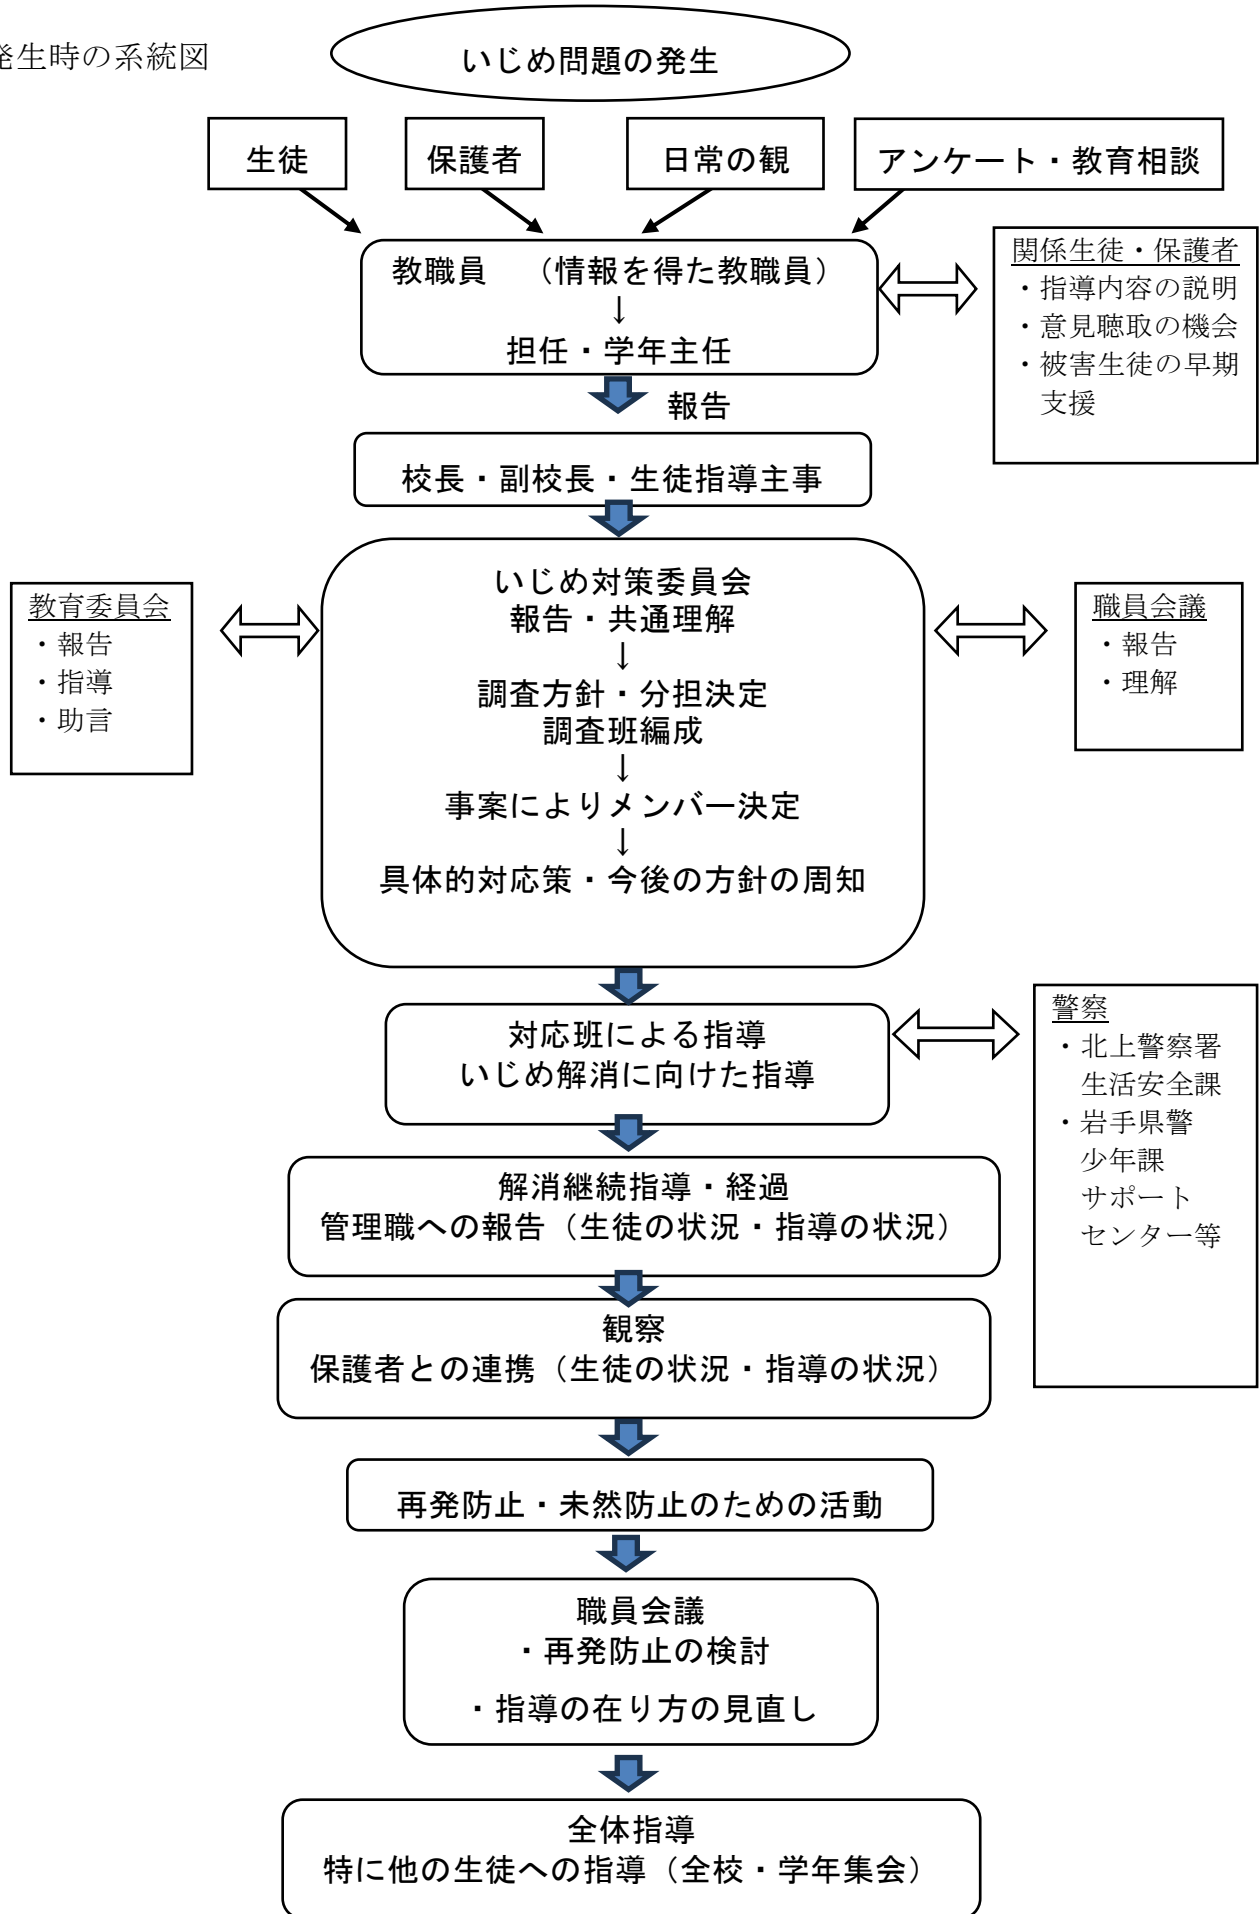 発生時の系統図
いじめ問題の発生
生徒
保護者
日常の観
アンケート・教育相談
教職員　（情報を得た教職員）
↓
担任・学年主任
関係生徒・保護者
・指導内容の説明
・意見聴取の機会
・被害生徒の早期
支援
報告
校長・副校長・生徒指導主事
いじめ対策委員会
報告・共通理解
↓
調査方針・分担決定
調査班編成
↓
事案によりメンバー決定
↓
具体的対応策・今後の方針の周知
教育委員会
・報告
・指導
・助言
職員会議
・報告
・理解
対応班による指導
いじめ解消に向けた指導
警察
・北上警察署
生活安全課
・岩手県警
少年課
サポート
センター等
解消継続指導・経過
管理職への報告（生徒の状況・指導の状況）
観察
保護者との連携（生徒の状況・指導の状況）
再発防止・未然防止のための活動
職員会議
・再発防止の検討
・指導の在り方の見直し
全体指導
特に他の生徒への指導（全校・学年集会）